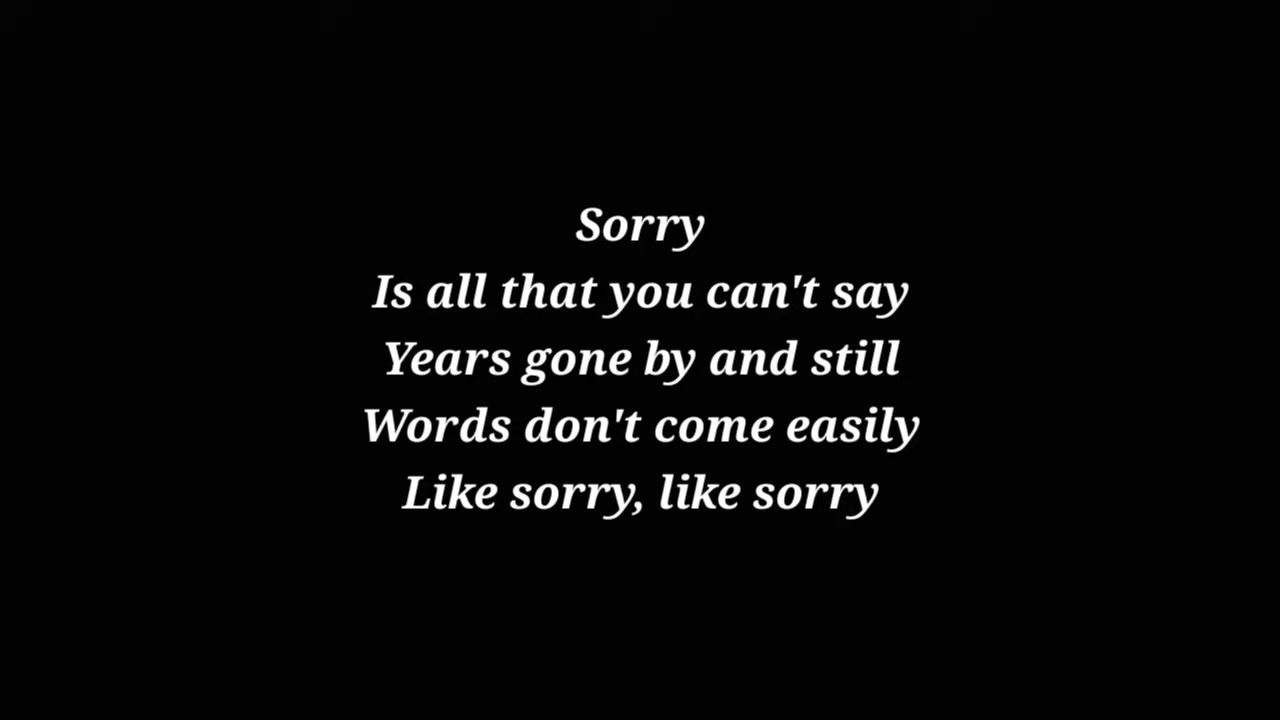 Sorry
Is all that you can't say
Years gone by and still
Words don't come easily
Like sorry, like sorry